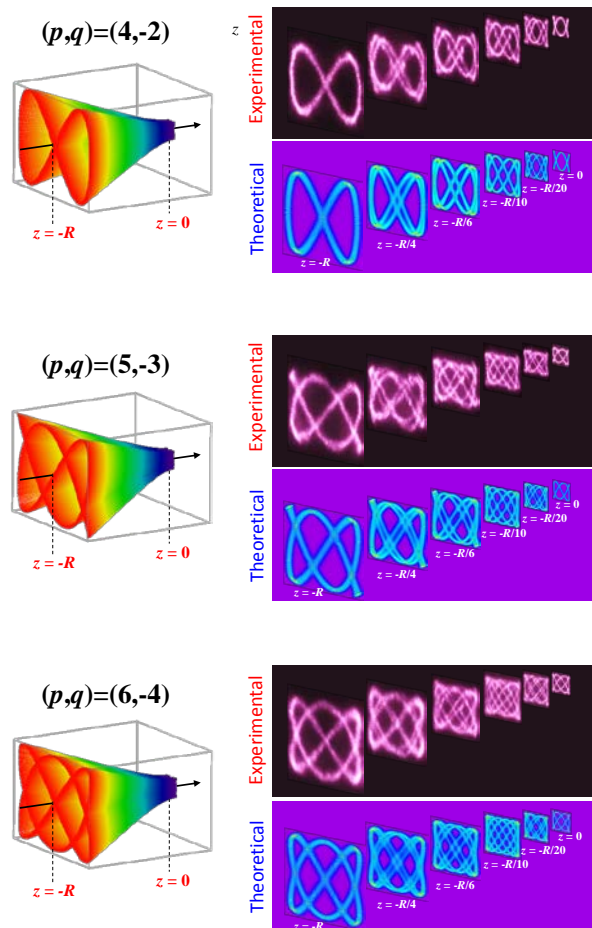 (p,q)=(4,-2)
z
z = -R
z = 0
Experimental
Theoretical
z = -R
z = -R/4
z = -R/6
z = -R/10
z = -R/20
z = 0
(p,q)=(5,-3)
z = -R
z = 0
Experimental
Theoretical
z = -R
z = -R/4
z = -R/6
z = -R/10
z = -R/20
z = 0
(p,q)=(6,-4)
z = -R
z = 0
Experimental
Theoretical
z = -R
z = -R/4
z = -R/6
z = -R/10
z = -R/20
z = 0